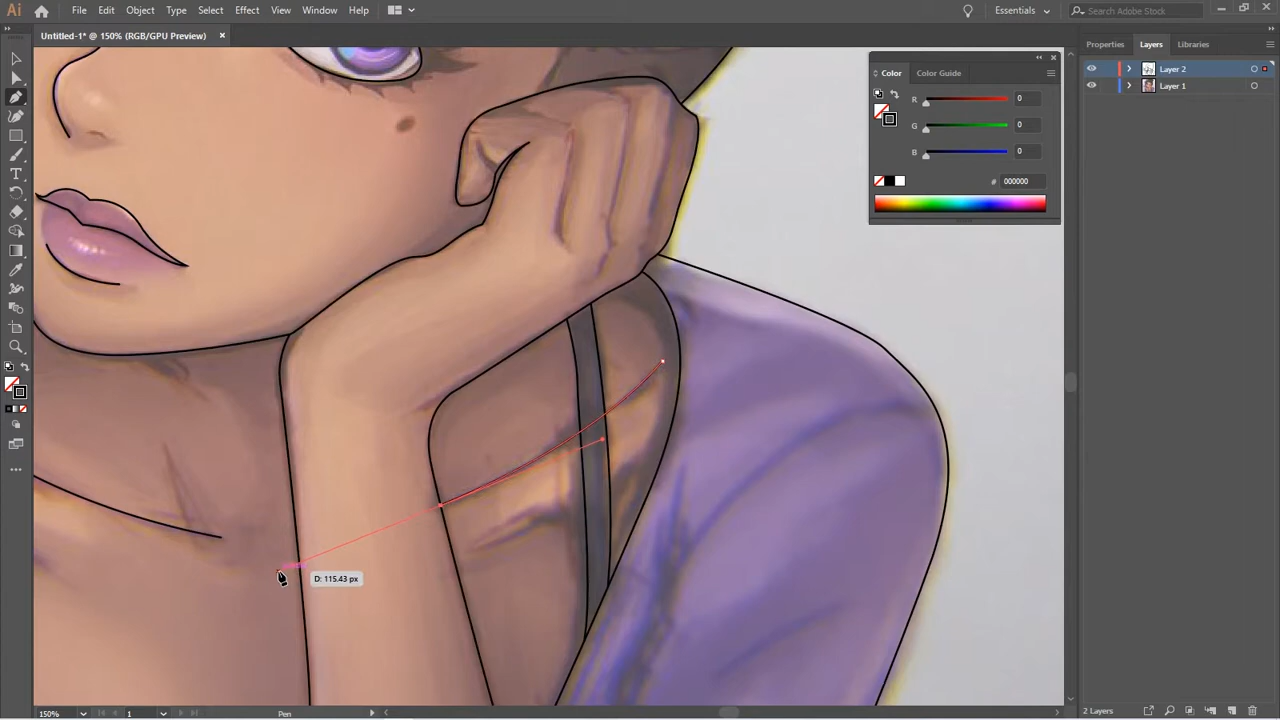 Ai
File Edit Object Type Select Effect View Window Help
Essentials
Search Adobe Stock
Untitled-1* @ 150% (RGB/GPU Preview)
Color Color Guide
R 0
G 0
B 0
# 000000
Properties Layers Libraries
Layer 2
Layer 1
D: 115.43 px
150%
1
Pen
2 Layers